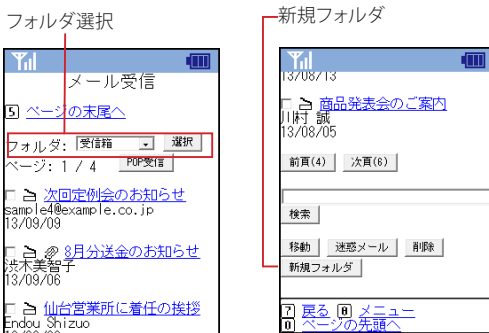 フォルダ選択
メール受信
5 ページの末尾へ
フォルダ: 受信箱 選択
ページ: 1 / 4 POP受信
次回定例会のお知らせ
sample4@example.co.jp
13/09/09
8月分送金のお知らせ
渋木美智子
13/09/06
仙台営業所に着任の挨拶
Endou Shizuo
新規フォルダ
13/08/13
商品発表会のご案内
川村 誠
13/08/05
前頁(4) 次頁(6)
検索
移動 迷惑メール 削除
新規フォルダ
7 戻る 8 メニュー
0 ページの先頭へ